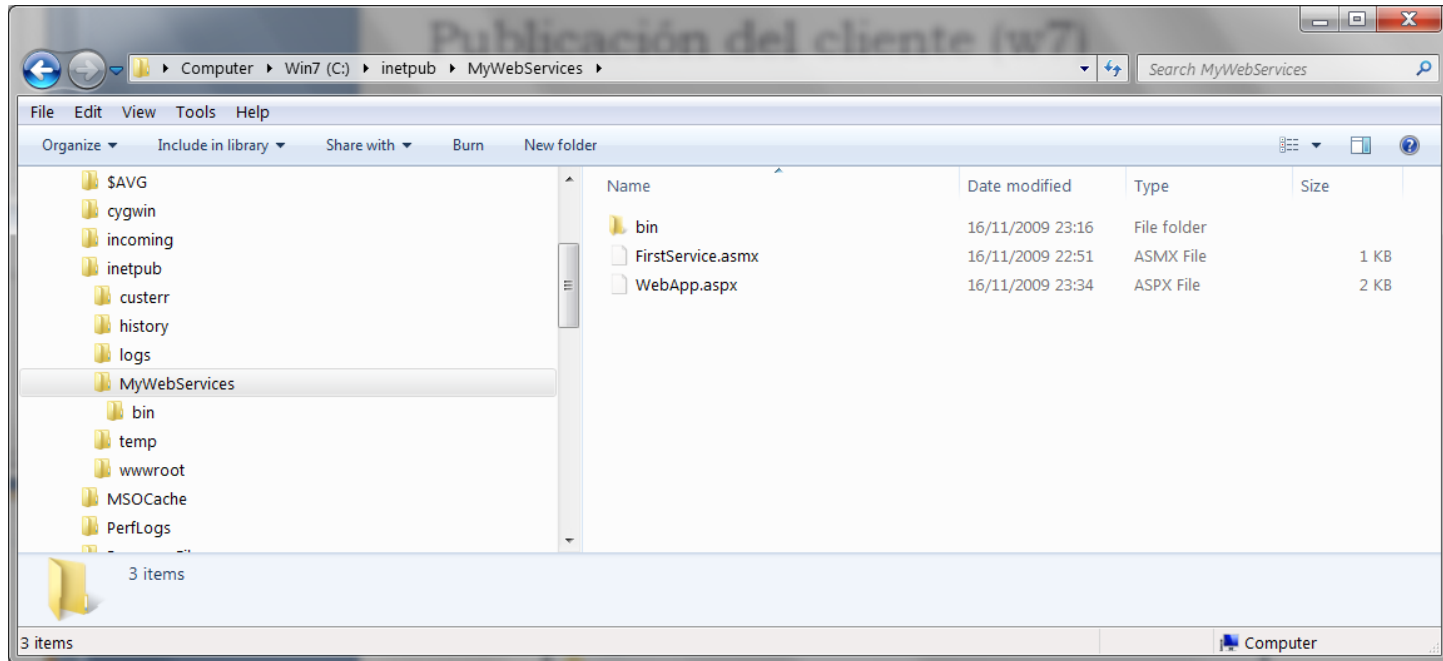 Publicación del cliente (w7)
Computer Win7 (C:) inetpub MyWebServices
Search MyWebServices
File Edit View Tools Help
Organize Include in library Share with Burn New folder
Name Date modified Type Size
$AVG
cygwin
incoming
inetpub
custerr
history
logs
MyWebServices
bin
temp
wwwroot
MSOCache
PerfLogs
bin 16/11/2009 23:16 File folder
FirstService.asmx 16/11/2009 22:51 ASMX File 1 KB
WebApp.aspx 16/11/2009 23:34 ASPX File 2 KB
3 items
3 items Computer